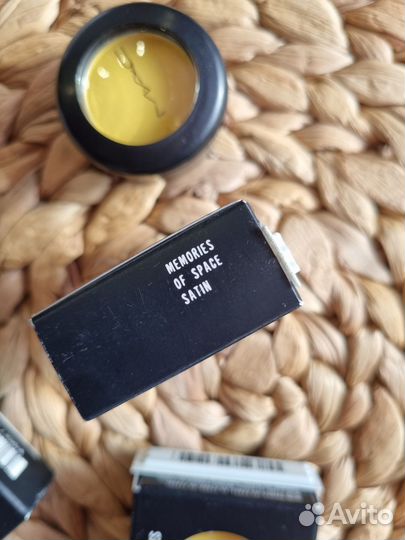 MEMORIES
OF SPACE
SATIN
Avito